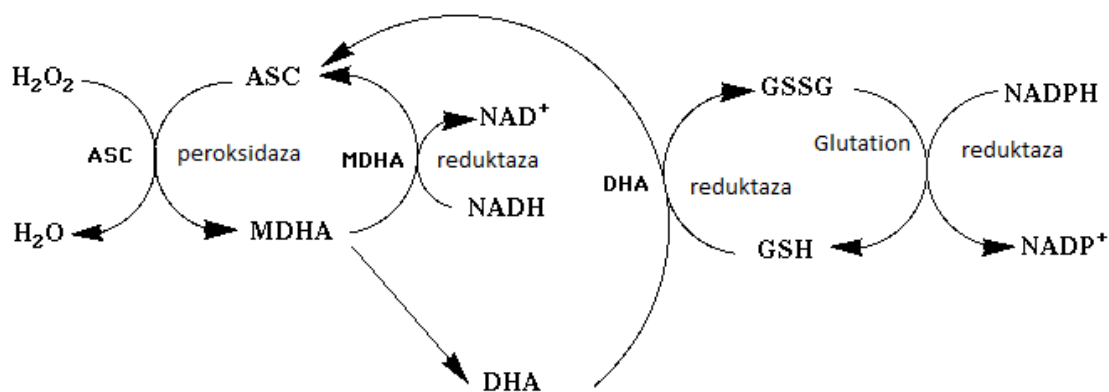 H₂O₂
ASC
GSSG
NADPH
NAD⁺
ASC peroksidaza
MDHA reduktaza
Glutation reduktaza
DHA reduktaza
NADH
H₂O
MDHA
GSH
NADP⁺
DHA